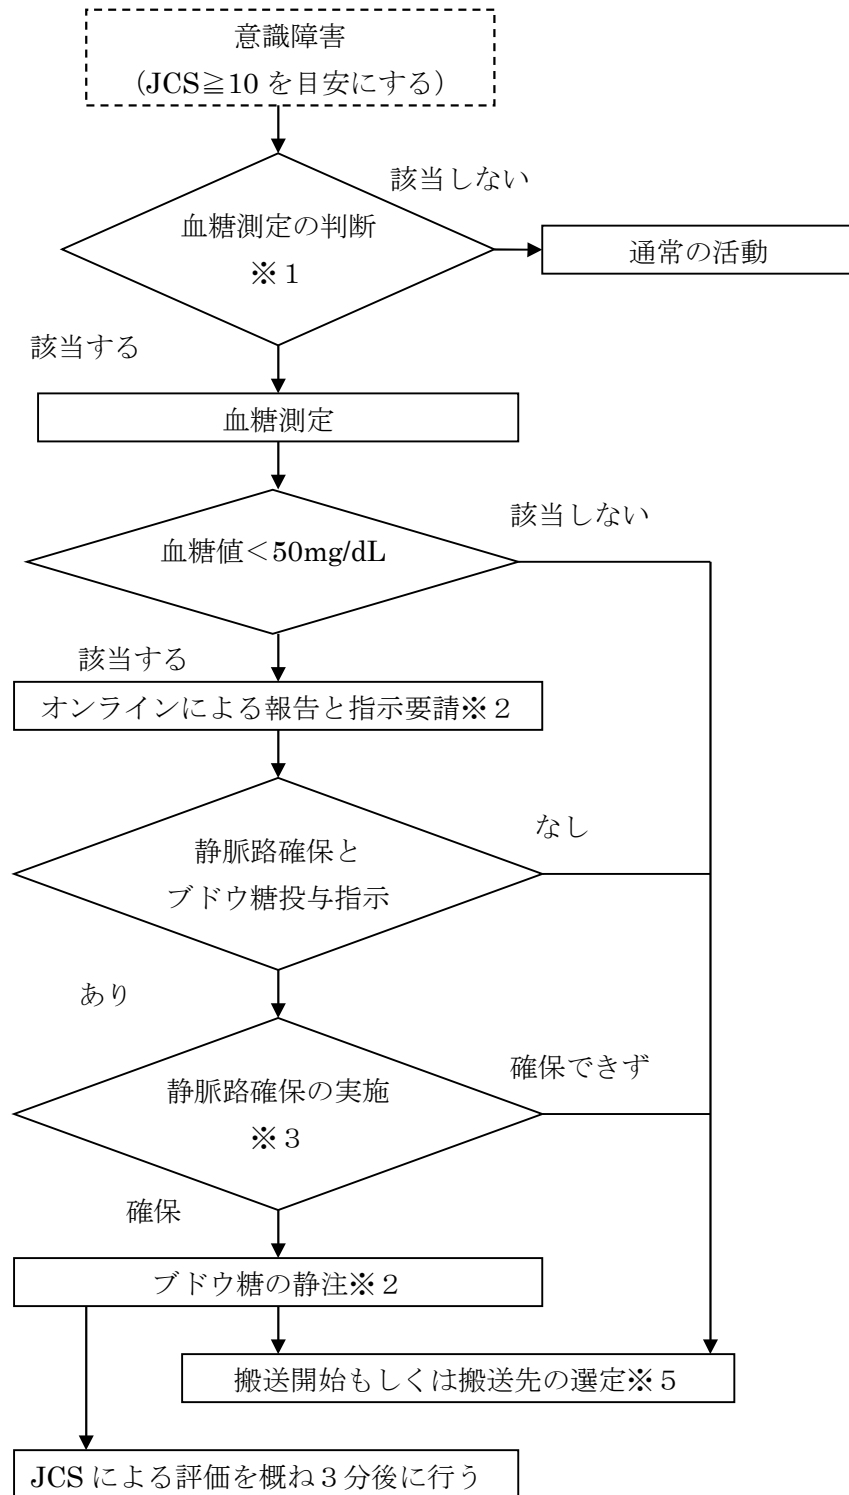 意識障害
（JCS≧10 を目安にする）
該当しない
血糖測定の判断
※１
通常の活動
該当する
血糖測定
該当しない
血糖値＜50mg/dL
該当する
オンラインによる報告と指示要請※２
なし
静脈路確保と
ブドウ糖投与指示
あり
確保できず
静脈路確保の実施
※３
確保
ブドウ糖の静注※２
搬送開始もしくは搬送先の選定※５
JCS による評価を概ね３分後に行う